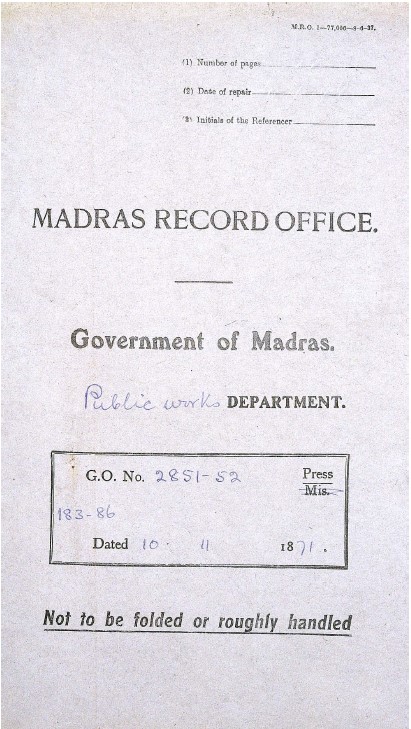 M.R.O. 1—77,000—8-6-37.
(1) Number of pages
(2) Date of repair
(3) Initials of the Referencer
MADRAS RECORD OFFICE.
Government of Madras.
Public works DEPARTMENT.
G.O. No. 2851-52 Press
Mis.
183-86
Dated 10. 11 1871.
Not to be folded or roughly handled